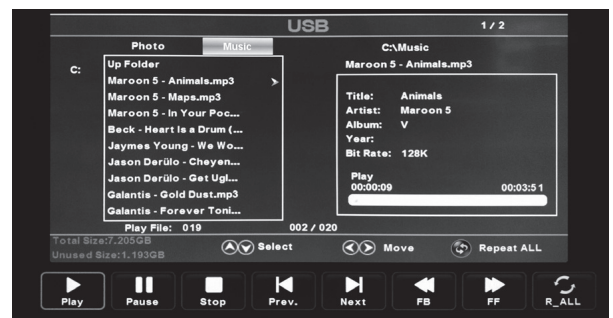 USB 1 / 2
Photo Music C:\Music
C: Up Folder Maroon 5 - Animals.mp3
Maroon 5 - Animals.mp3
Maroon 5 - Maps.mp3 Title: Animals
Maroon 5 - In Your Poc... Artist: Maroon 5
Beck - Heart Is a Drum (... Album: V
Jaymes Young - We Wo... Year:
Jason Derülo - Cheyen... Bit Rate: 128K
Jason Derülo - Get Ugl... Play
Galantis - Gold Dust.mp3 00:00:09 00:03:51
Galantis - Forever Toni...
Play File: 019 002 / 020
Total Size:7.205GB
Unused Size:1.193GB
Select Move Repeat ALL
Play Pause Stop Prev. Next FB FF R_ALL